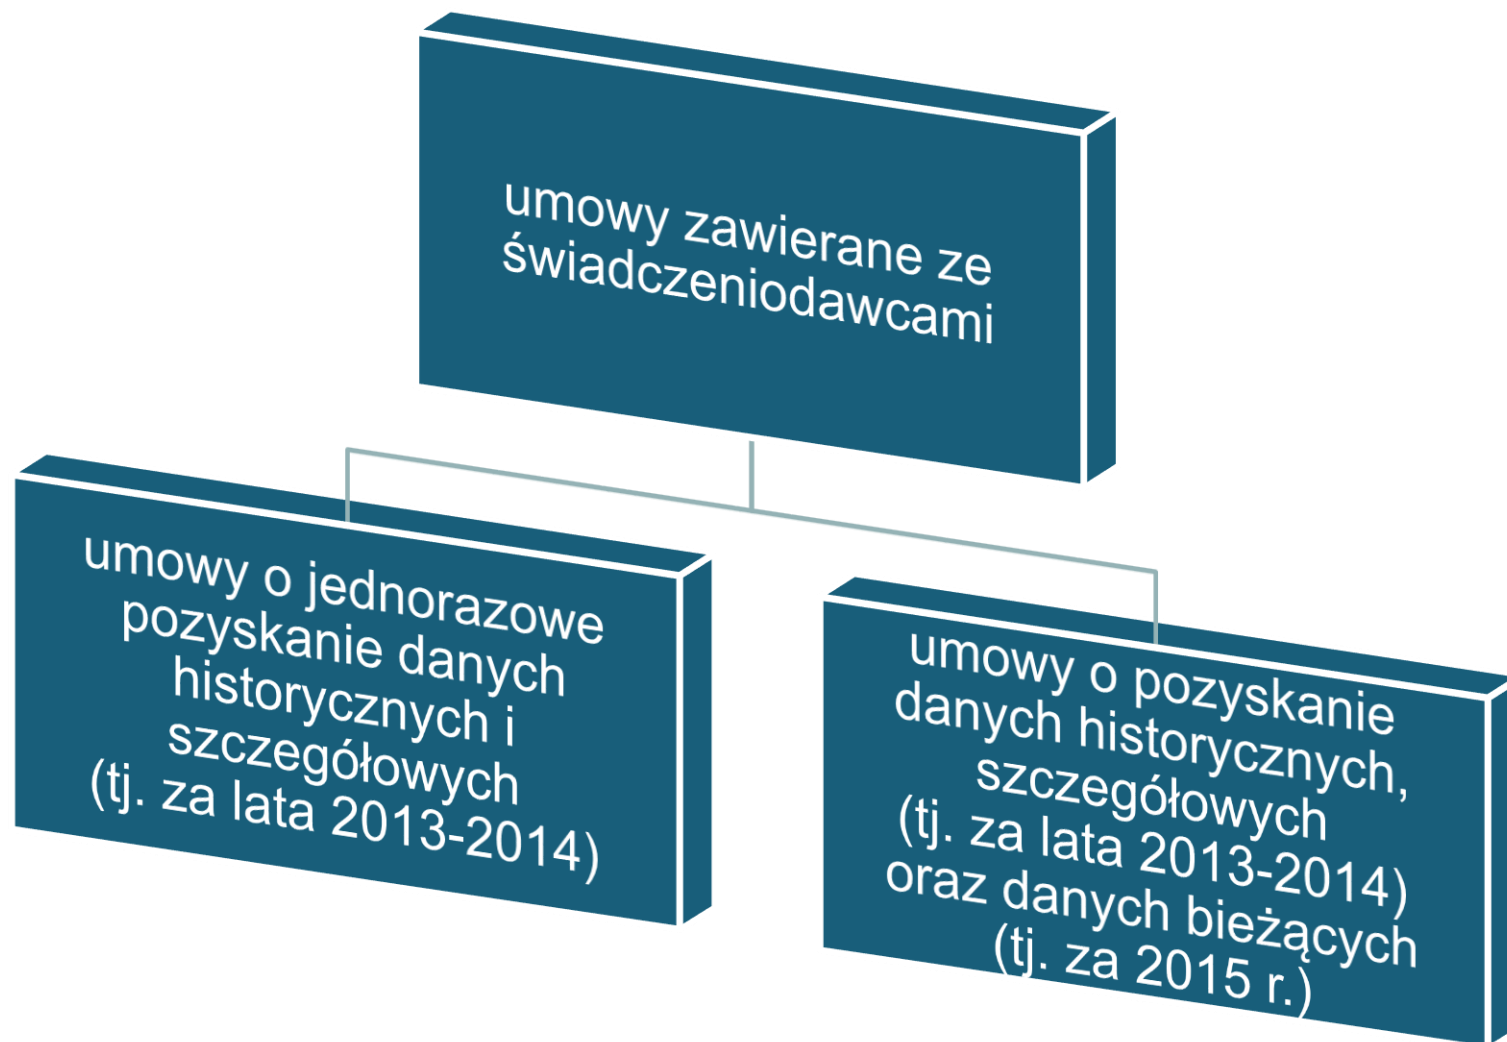 umowy zawierane ze
świadczeniodawcami
umowy o jednorazowe
pozyskanie danych
historycznych i
szczegółowych
(tj. za lata 2013-2014)
umowy o pozyskanie
danych historycznych,
szczegółowych
(tj. za lata 2013-2014)
oraz danych bieżących
(tj. za 2015 r.)